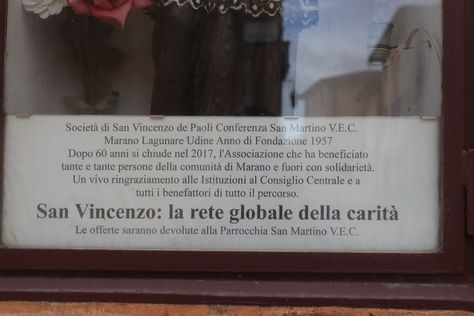 Società di San Vincenzo de Paoli Conferenza San Martino V.E.C.
Marano Lagunare Udine Anno di Fondazione 1957
Dopo 60 anni si chiude nel 2017, l'Associazione che ha beneficiato
tante e tante persone della comunità di Marano e fuori con solidarietà.
Un vivo ringraziamento alle Istituzioni al Consiglio Centrale e a
tutti i benefattori di tutto il percorso.
San Vincenzo: la rete globale della carità
Le offerte saranno devolute alla Parrocchia San Martino V.E.C.